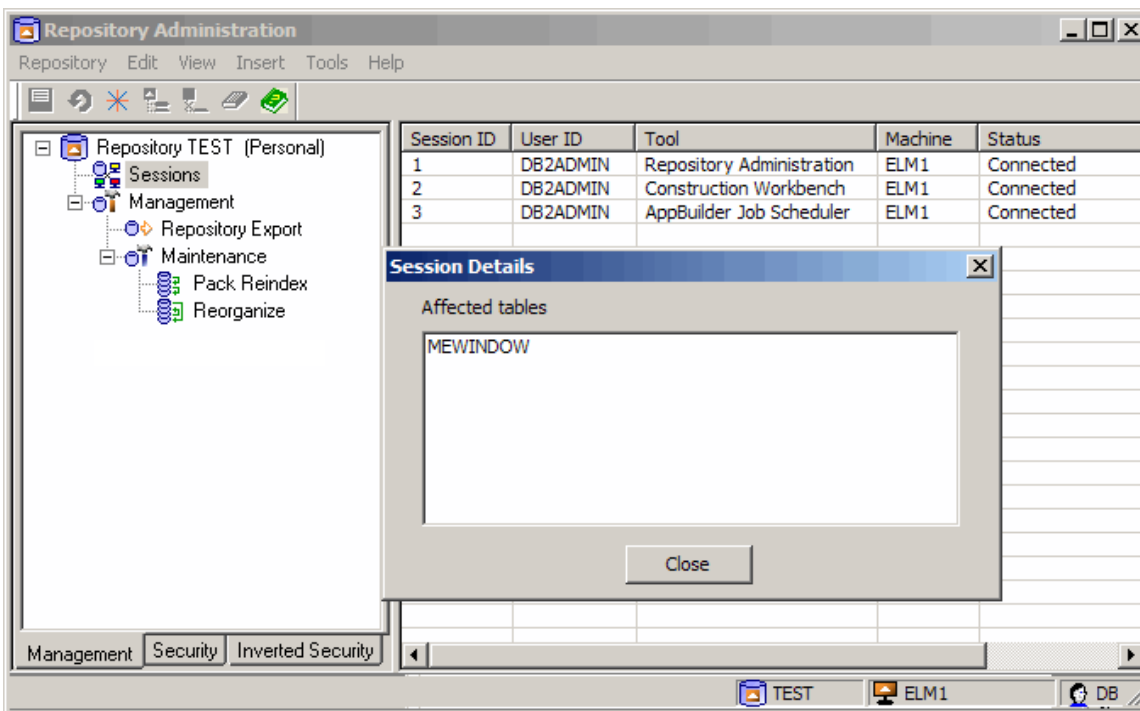 Repository Administration
Repository Edit View Insert Tools Help
Repository TEST (Personal)
Sessions
Management
Repository Export
Maintenance
Pack Reindex
Reorganize
Session ID User ID Tool Machine Status
1 DB2ADMIN Repository Administration ELM1 Connected
2 DB2ADMIN Construction Workbench ELM1 Connected
3 DB2ADMIN AppBuilder Job Scheduler ELM1 Connected
Session Details
Affected tables
MEWINDOW
Close
Management Security Inverted Security
TEST ELM1 DB